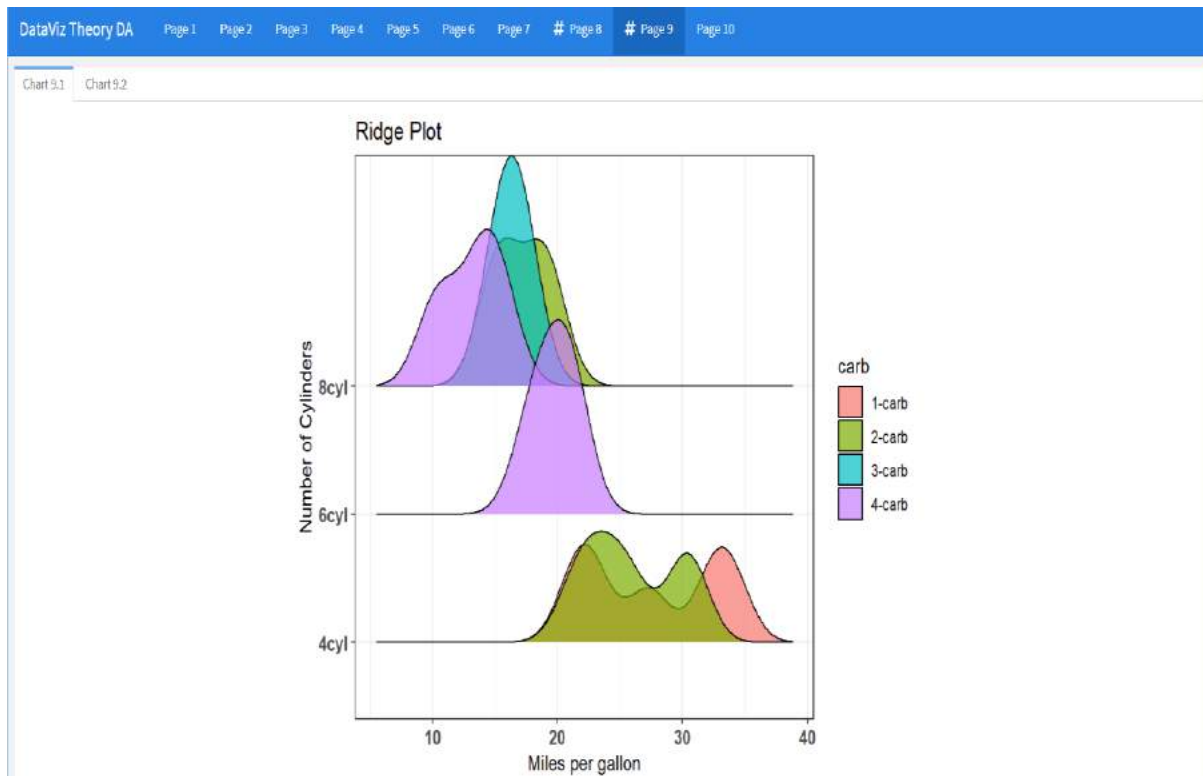 DataViz Theory DA Page 1 Page 2 Page 3 Page 4 Page 5 Page 6 Page 7 # Page 8 # Page 9 Page 10
Chart 9.1 Chart 9.2
Ridge Plot
Number of Cylinders
8cyl
6cyl
4cyl
10 20 30 40
Miles per gallon
carb
1-carb
2-carb
3-carb
4-carb